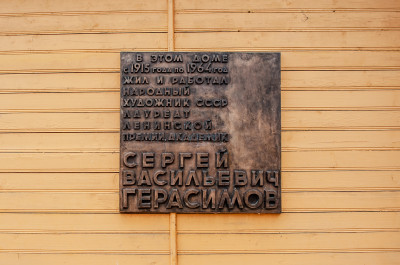 В ЭТОМ ДОМЕ
С 1915 ГОДА ПО 1964 ГОД
ЖИЛ И РАБОТАЛ
НАРОДНЫЙ
ХУДОЖНИК СССР
ЛАУРЕАТ
ЛЕНИНСКОЙ
ПРЕМИИ, АКАДЕМИК
СЕРГЕЙ
ВАСИЛЬЕВИЧ
ГЕРАСИМОВ